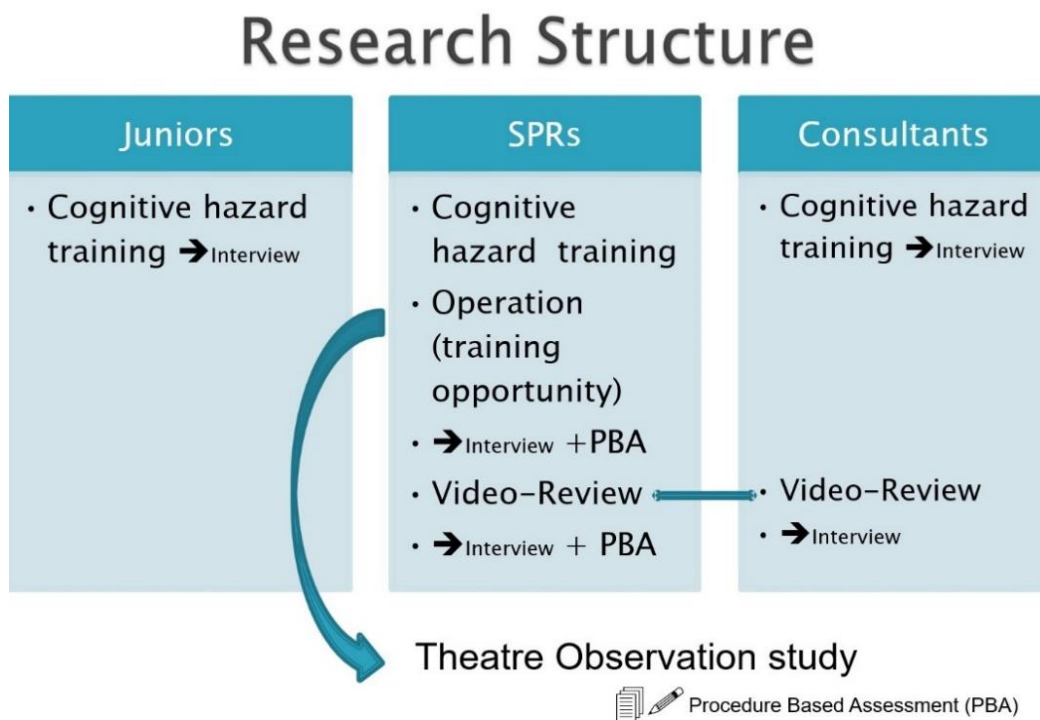 Research Structure
Juniors
• Cognitive hazard
training ➔Interview
SPRs
• Cognitive
hazard training
• Operation
(training
opportunity)
• ➔Interview +PBA
• Video-Review
• ➔Interview + PBA
Consultants
• Cognitive hazard
training ➔Interview
• Video-Review
• ➔Interview
Theatre Observation study
Procedure Based Assessment (PBA)